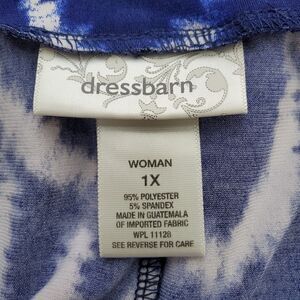 dressbarn
WOMAN
1X
95% POLYESTER
5% SPANDEX
MADE IN GUATEMALA
OF IMPORTED FABRIC
WPL 11128
SEE REVERSE FOR CARE